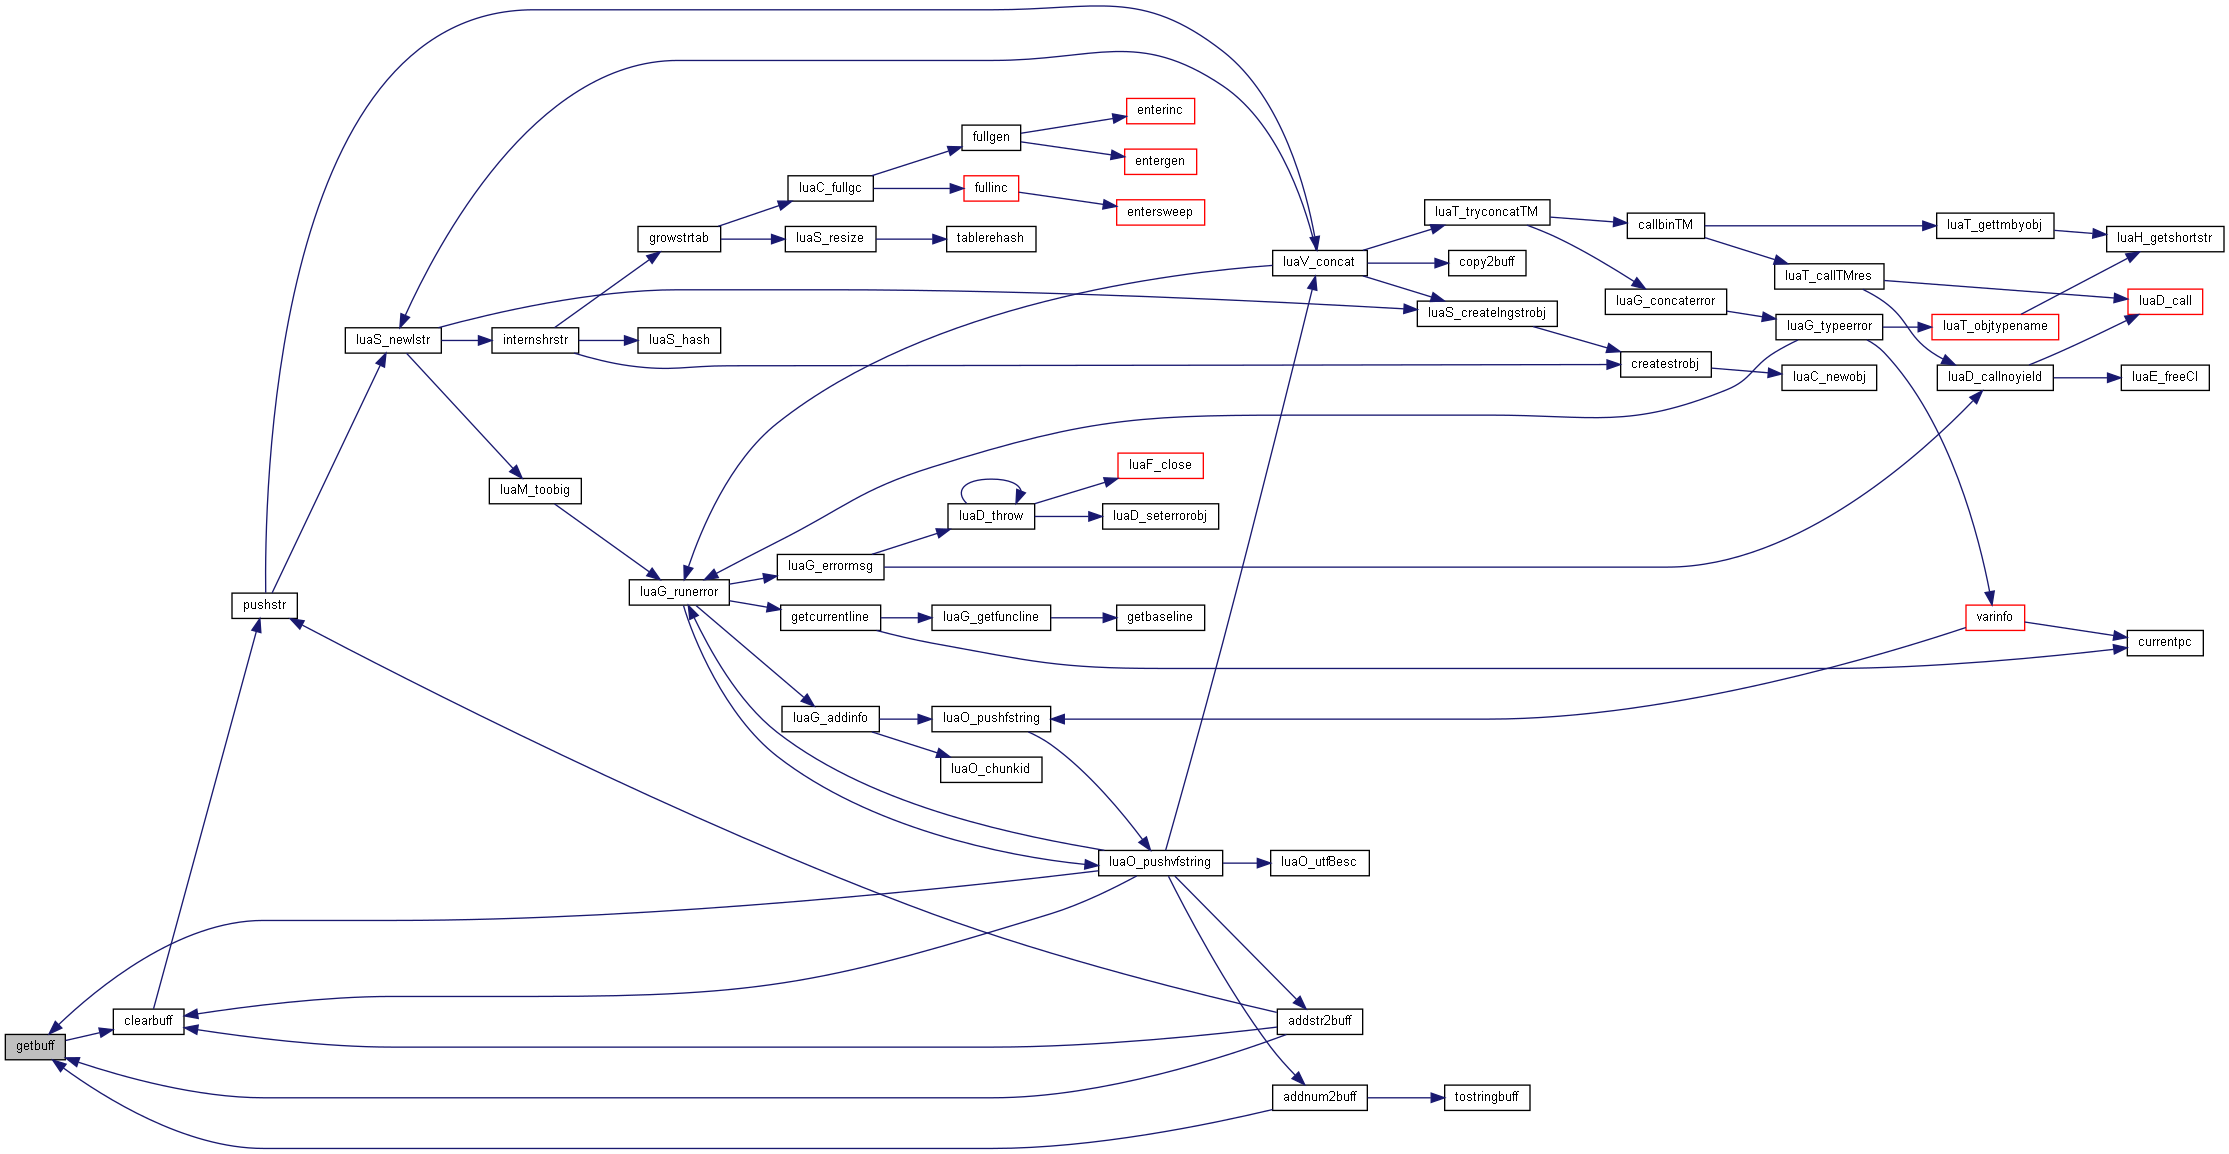 enterinc
fullgen
entergen
luaC_fullgc
fullinc
entersweep
luaT_tryconcatTM
callbinTM
luaT_gettmbyobj
growstrtab
luaS_resize
tablerehash
luaH_getshortstr
luaV_concat
copy2buff
luaT_callTMres
luaG_concaterror
luaD_call
luaS_createlngstrobj
luaG_typeerror
luaT_objtypename
luaS_newlstr
internshrstr
luaS_hash
createstrobj
luaC_newobj
luaD_callnoyield
luaE_freeCI
luaF_close
luaM_toobig
luaD_throw
luaD_seterrorobj
luaG_errormsg
luaG_runerror
pushstr
getcurrentline
luaG_getfuncline
getbaseline
varinfo
currentpc
luaG_addinfo
luaO_pushfstring
luaO_chunkid
luaO_pushvfstring
luaO_utf8esc
clearbuff
addstr2buff
getbuff
addnum2buff
tostringbuff